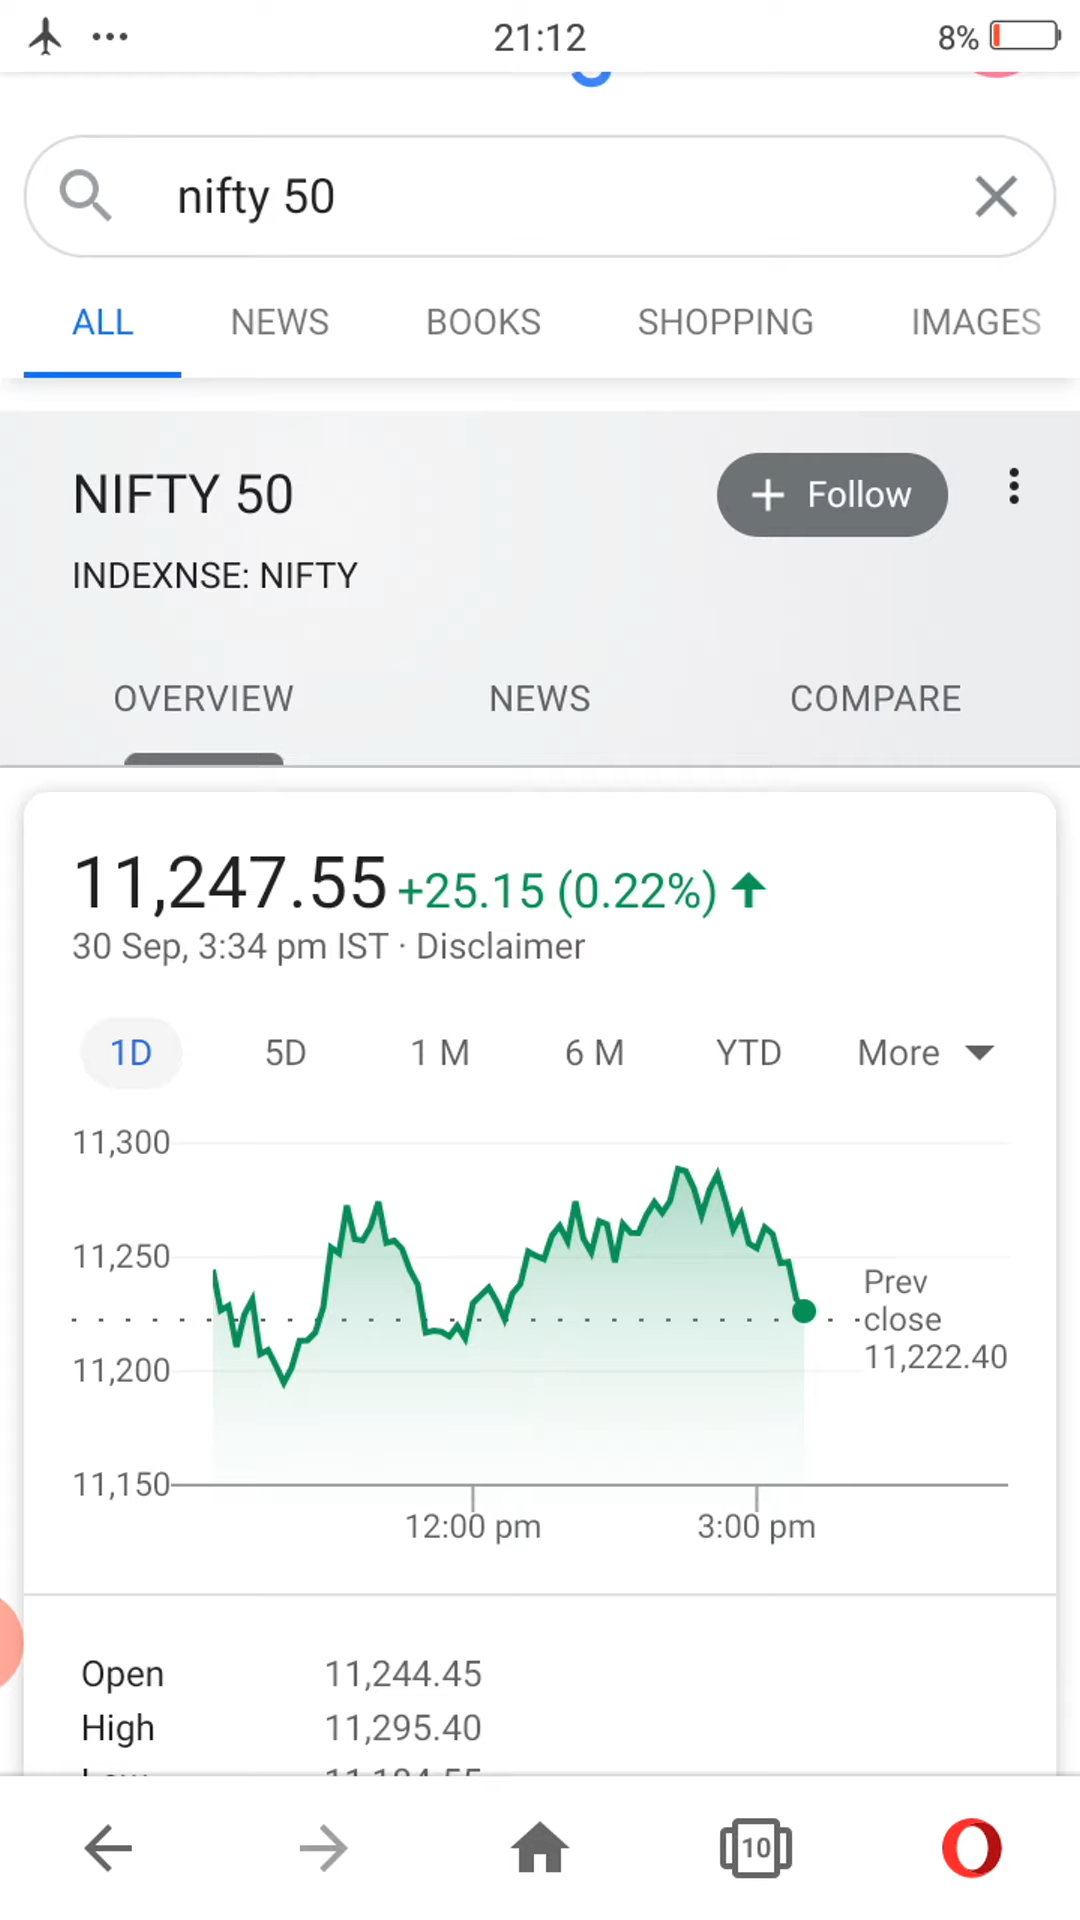 21:12
8%
nifty 50
ALL NEWS BOOKS SHOPPING IMAGES
NIFTY 50
+ Follow
INDEXNSE: NIFTY
OVERVIEW NEWS COMPARE
11,247.55 +25.15 (0.22%)
30 Sep, 3:34 pm IST · Disclaimer
1D 5D 1 M 6 M YTD More
11,300
11,250
11,200
11,150
Prev
close
11,222.40
12:00 pm 3:00 pm
Open 11,244.45
High 11,295.40
10